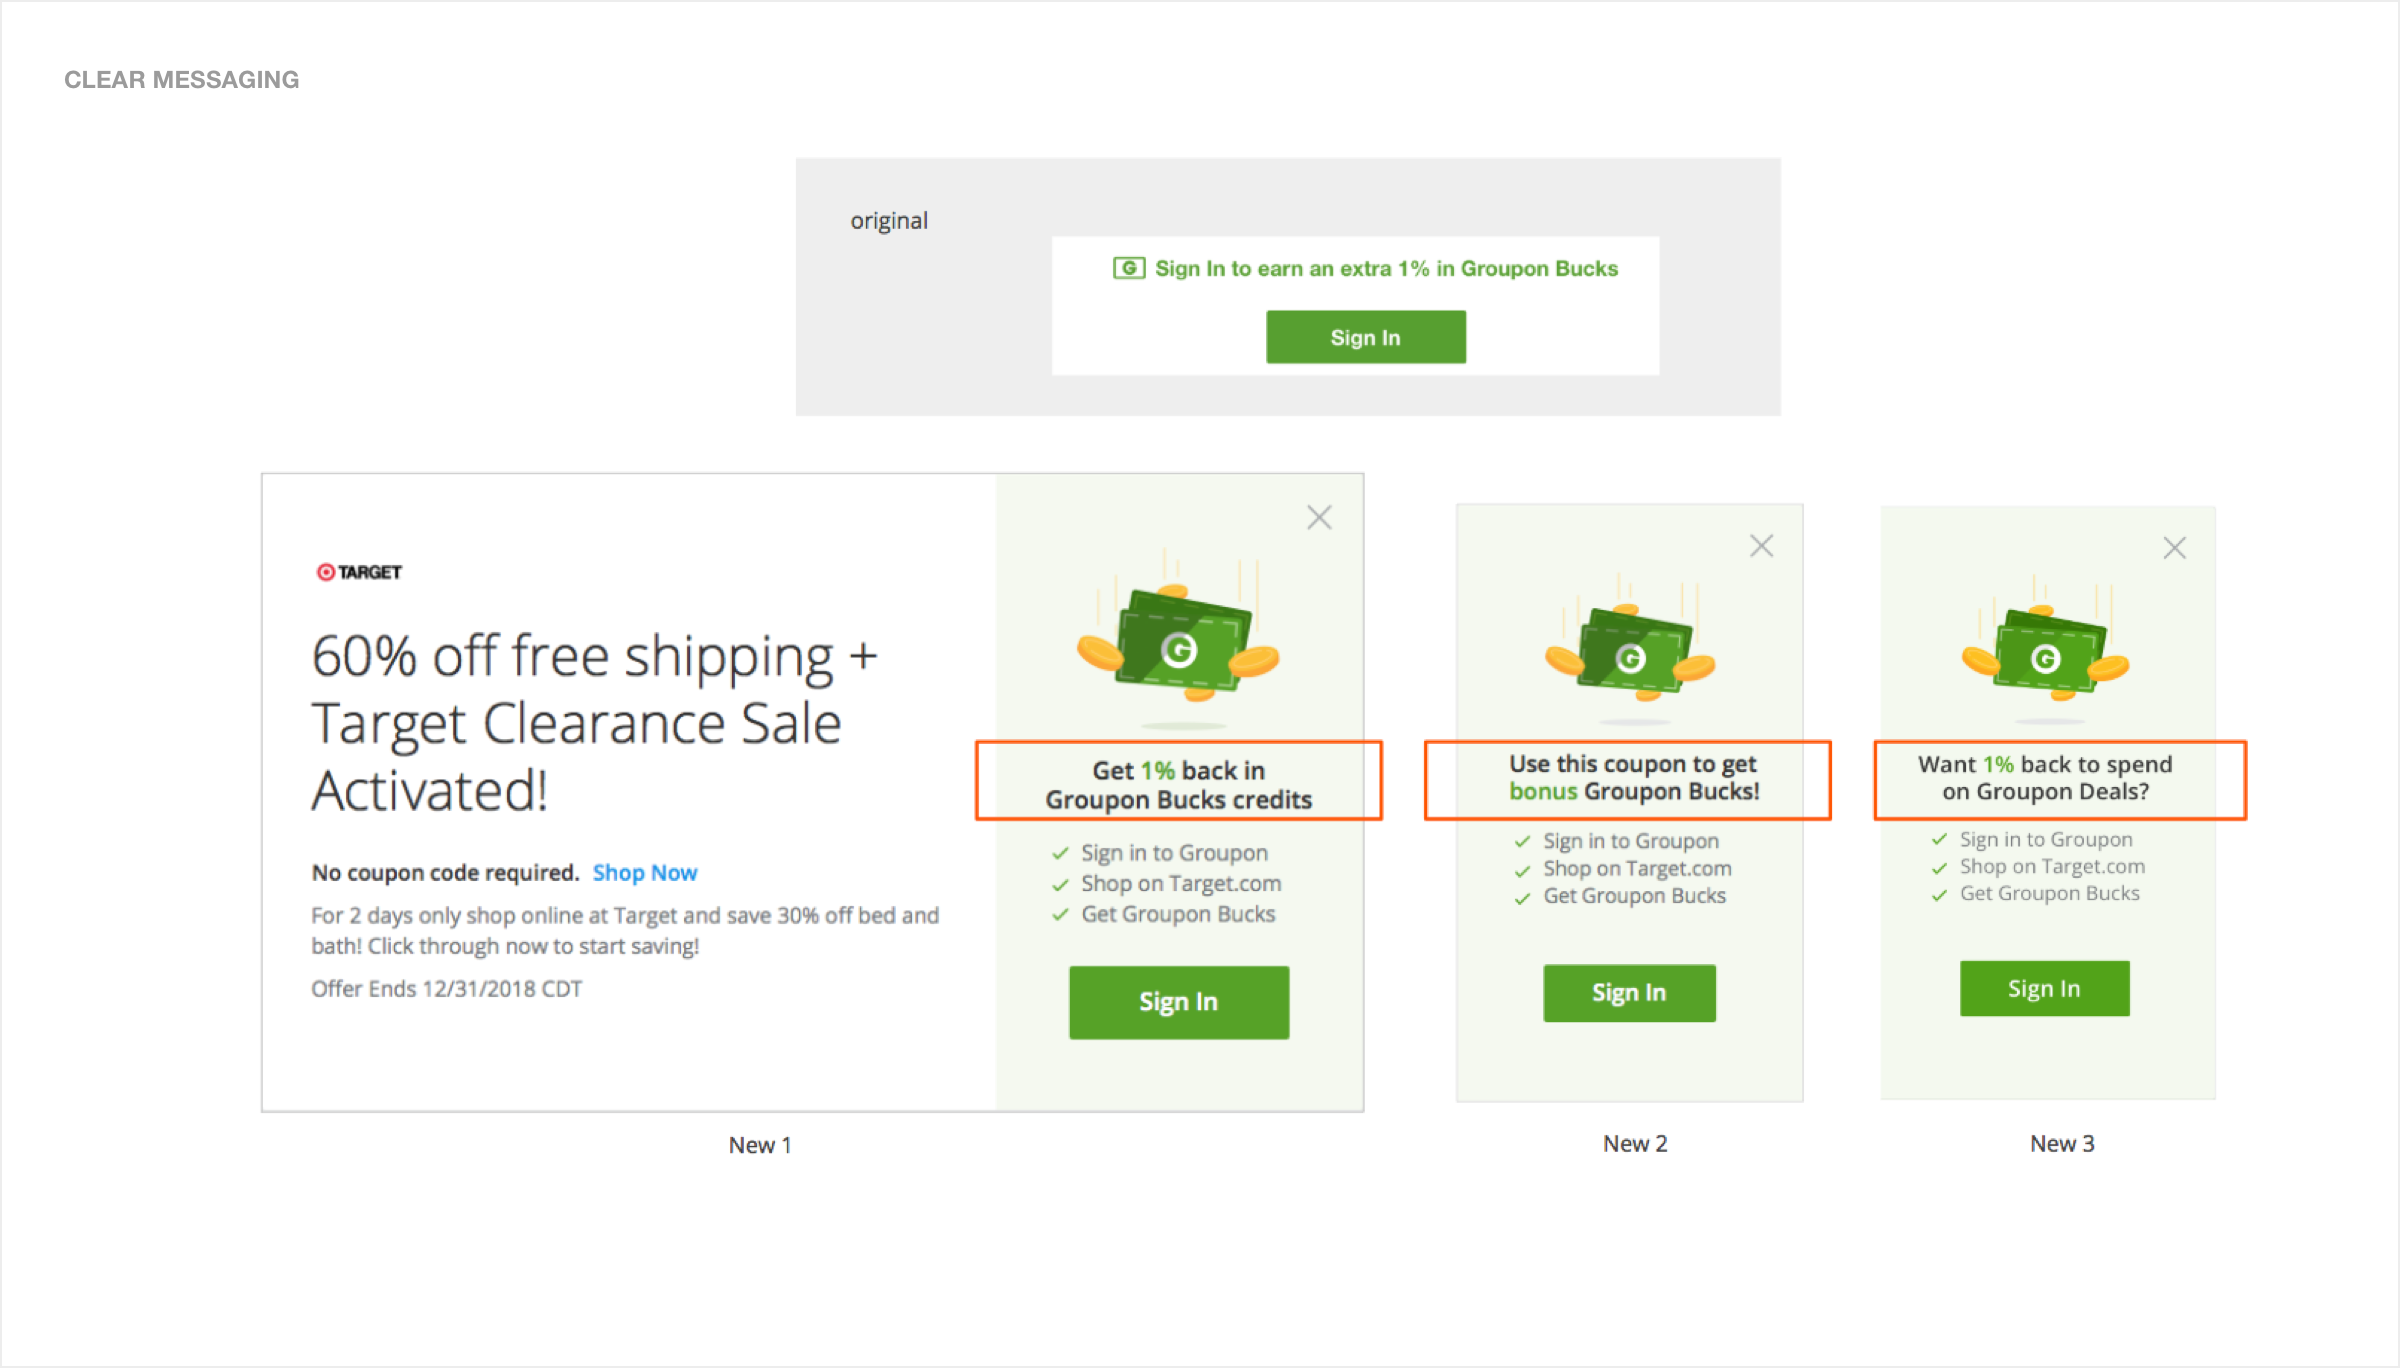 CLEAR MESSAGING
original
G Sign In to earn an extra 1% in Groupon Bucks
Sign In
TARGET
60% off free shipping +
Target Clearance Sale
Activated!
No coupon code required. Shop Now
For 2 days only shop online at Target and save 30% off bed and
bath! Click through now to start saving!
Offer Ends 12/31/2018 CDT
G
Get 1% back in
Groupon Bucks credits
Sign in to Groupon
Shop on Target.com
Get Groupon Bucks
Sign In
New 1
G
Use this coupon to get
bonus Groupon Bucks!
Sign in to Groupon
Shop on Target.com
Get Groupon Bucks
Sign In
New 2
G
Want 1% back to spend
on Groupon Deals?
Sign in to Groupon
Shop on Target.com
Get Groupon Bucks
Sign In
New 3